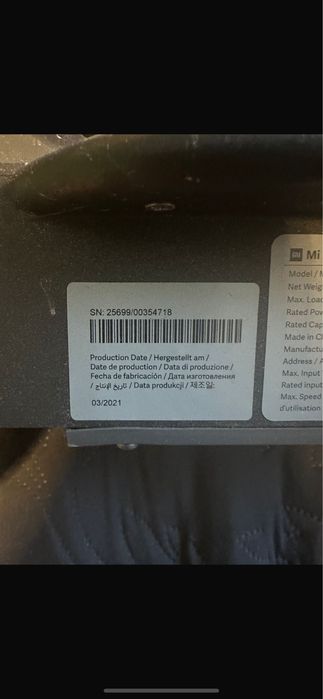 SN: 25699/00354718
Production Date / Hergestellt am /
Date de production / Data di produzione /
Fecha de fabricación / Дата изготовления
/ تاريخ الإنتاج / Data produkcji / 제조일:
03/2021
Mi
Model /
Net Weig
Max. Loa
Rated Pow
Rated Cap
Made in C
Manufactu
Address / A
Max. Input
Rated input
Max. Speed
d'utilisation